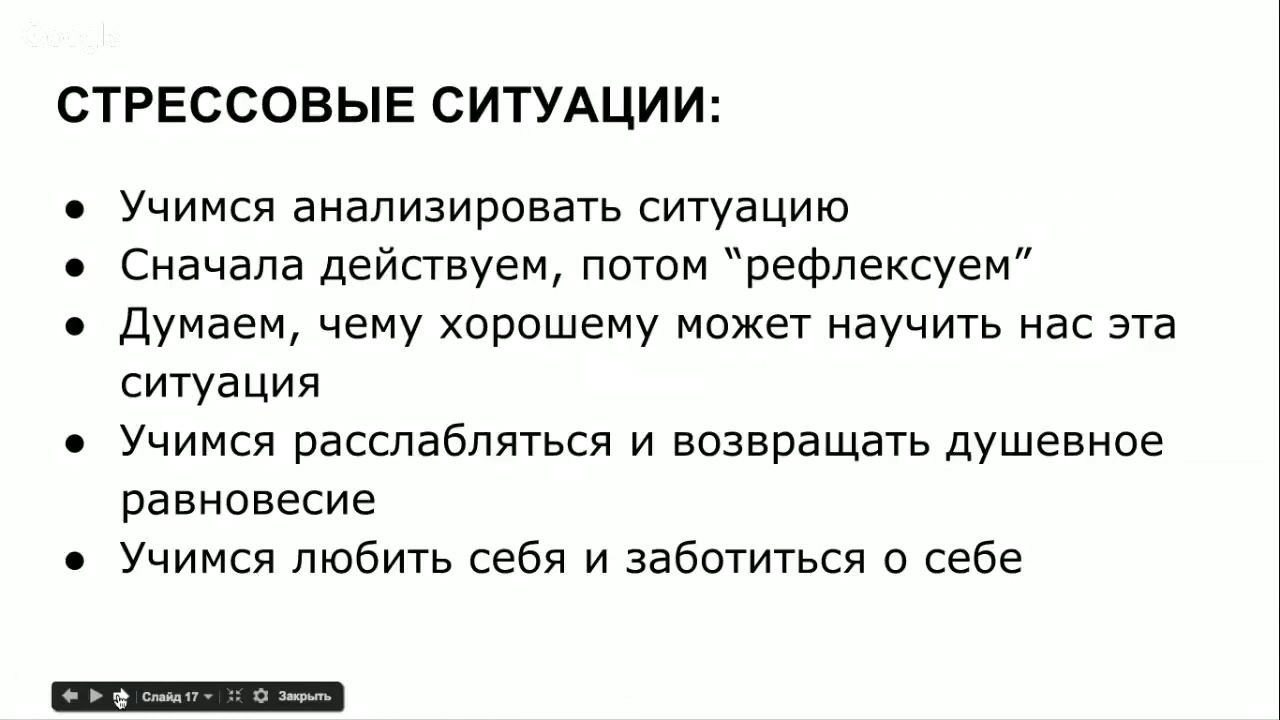 СТРЕССОВЫЕ СИТУАЦИИ:
● Учимся анализировать ситуацию
● Сначала действуем, потом “рефлексуем”
● Думаем, чему хорошему может научить нас эта
ситуация
● Учимся расслабляться и возвращать душевное
равновесие
● Учимся любить себя и заботиться о себе
Слайд 17 Закрыть